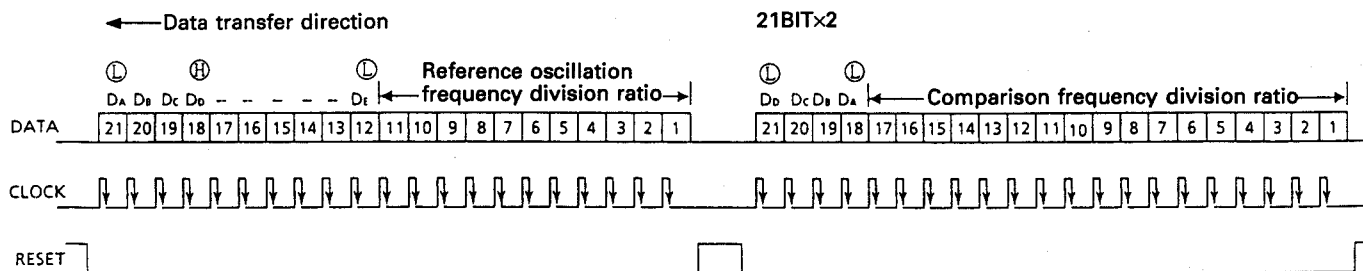 Data transfer direction 21BIT×2
Ⓛ Ⓗ Ⓛ Reference oscillation Ⓛ Ⓛ
DA DB DC DD – – – – – DE frequency division ratio DD DC DB DA Comparison frequency division ratio
DATA 21 20 19 18 17 16 15 14 13 12 11 10 9 8 7 6 5 4 3 2 1 21 20 19 18 17 16 15 14 13 12 11 10 9 8 7 6 5 4 3 2 1
CLOCK
RESET